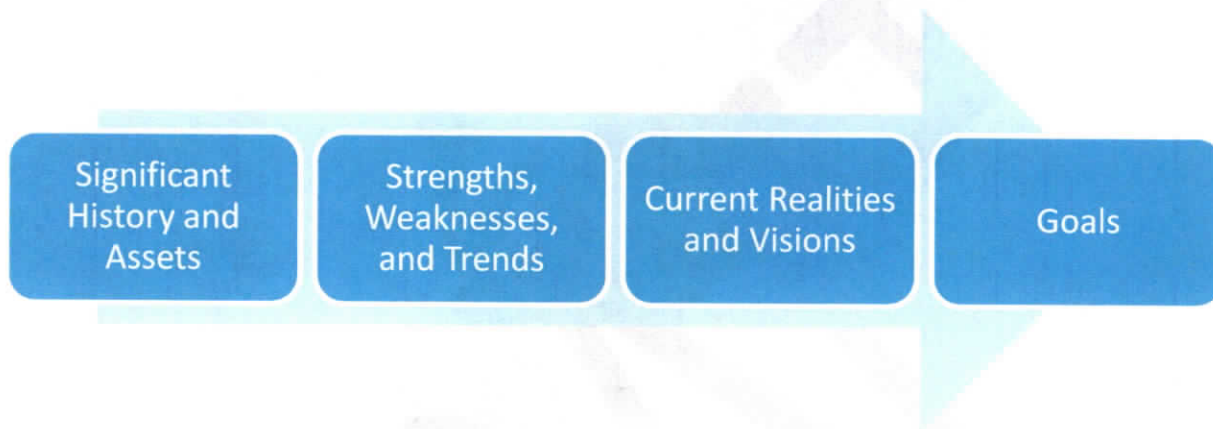 Significant
History and
Assets
Strengths,
Weaknesses,
and Trends
Current Realities
and Visions
Goals